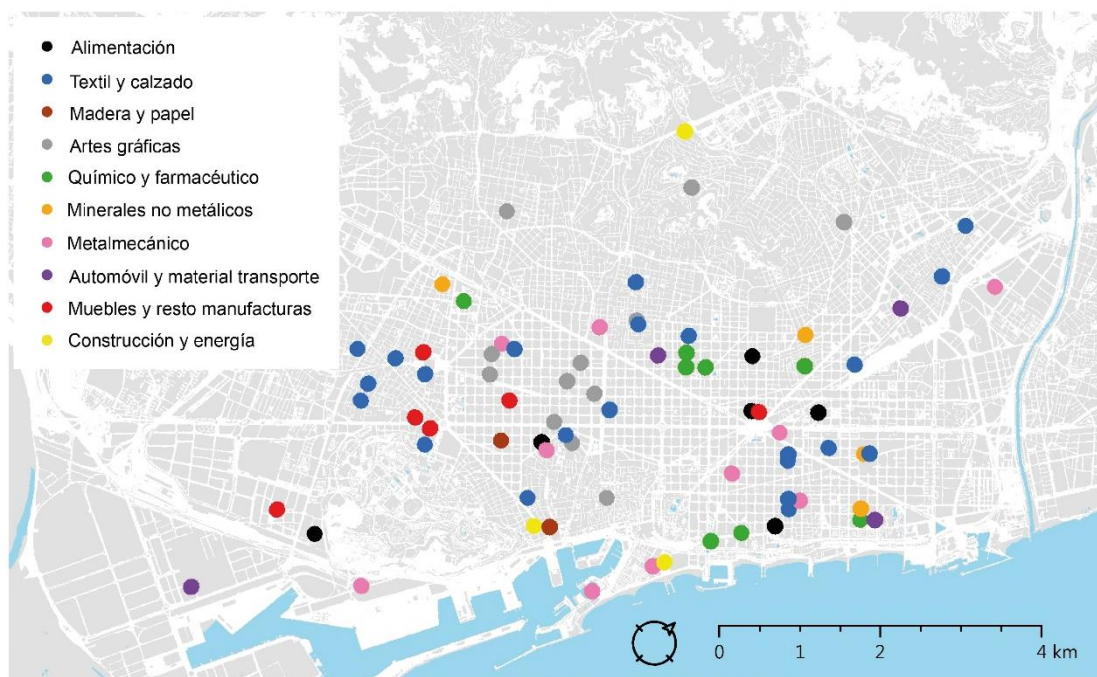 Alimentación
Textil y calzado
Madera y papel
Artes gráficas
Químico y farmacéutico
Minerales no metálicos
Metalmecánico
Automóvil y material transporte
Muebles y resto manufacturas
Construcción y energía
0 1 2 4 km